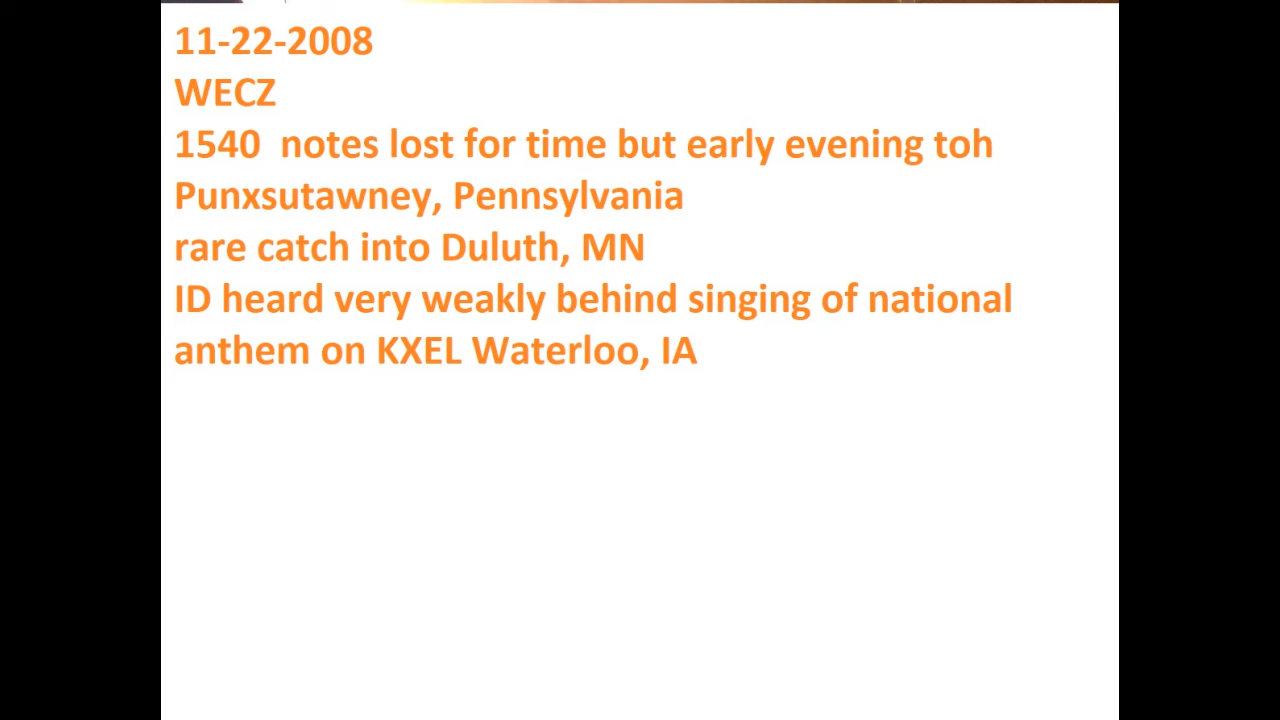 11-22-2008
WECZ
1540  notes lost for time but early evening toh
Punxsutawney, Pennsylvania
rare catch into Duluth, MN
ID heard very weakly behind singing of national
anthem on KXEL Waterloo, IA